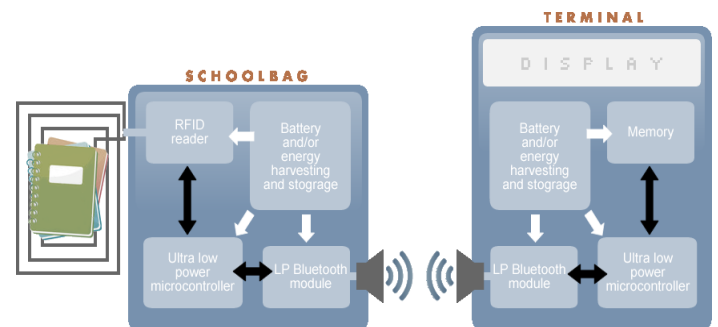 SCHOOLBAG
RFID
reader
Battery
and/or
energy
harvesting
and stograge
Ultra low
power
microcontroller
LP Bluetooth
module
TERMINAL
DISPLAY
Battery
and/or
energy
harvesting
and stograge
Memory
LP Bluetooth
module
Ultra low
power
microcontroller